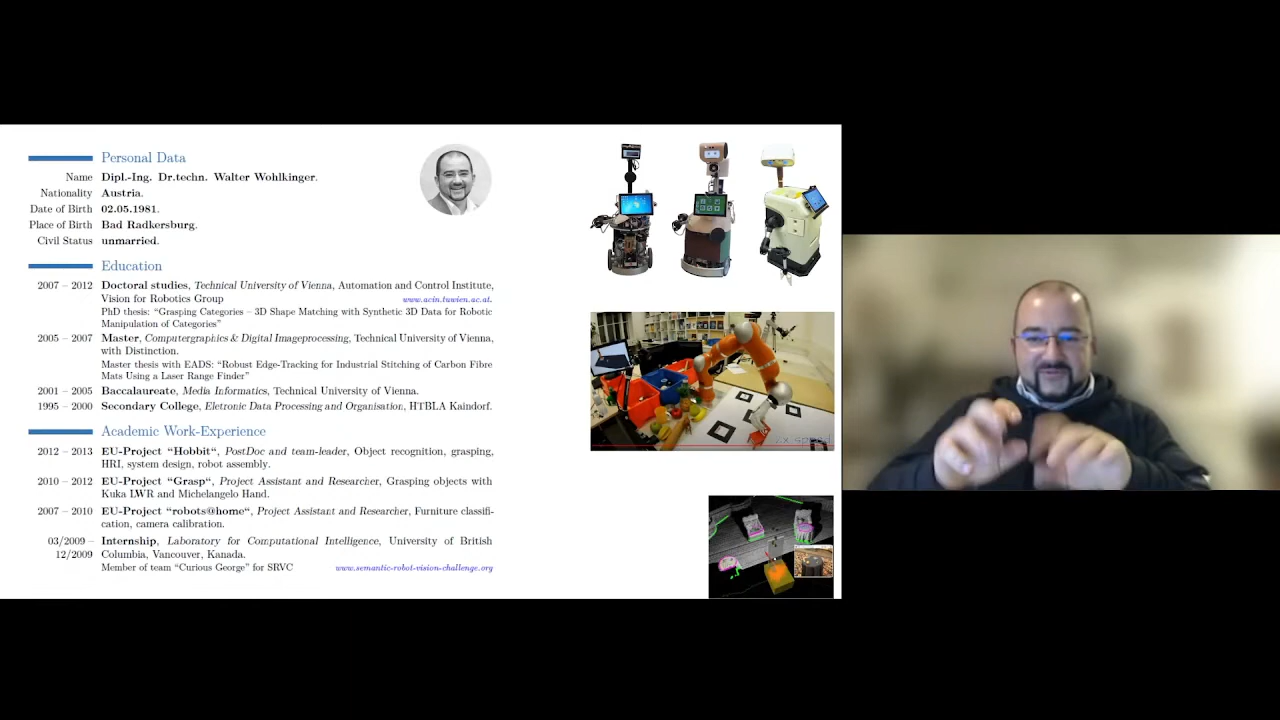 Personal Data
Name Dipl.-Ing. Dr.techn. Walter Wohlkinger.
Nationality Austria.
Date of Birth 02.05.1981.
Place of Birth Bad Radkersburg.
Civil Status unmarried.
Education
2007 – 2012 Doctoral studies, Technical University of Vienna, Automation and Control Institute,
Vision for Robotics Group www.acin.tuwien.ac.at.
PhD thesis: “Grasping Categories – 3D Shape Matching with Synthetic 3D Data for Robotic
Manipulation of Categories”
2005 – 2007 Master, Computergraphics & Digital Imageprocessing, Technical University of Vienna,
with Distinction.
Master thesis with EADS: “Robust Edge-Tracking for Industrial Stitching of Carbon Fibre
Mats Using a Laser Range Finder”
2001 – 2005 Baccalaureate, Media Informatics, Technical University of Vienna.
1995 – 2000 Secondary College, Eletronic Data Processing and Organisation, HTBLA Kaindorf.
Academic Work-Experience
2012 – 2013 EU-Project “Hobbit“, PostDoc and team-leader, Object recognition, grasping,
HRI, system design, robot assembly.
2010 – 2012 EU-Project “Grasp“, Project Assistant and Researcher, Grasping objects with
Kuka LWR and Michelangelo Hand.
2007 – 2010 EU-Project “robots@home“, Project Assistant and Researcher, Furniture classifi-
cation, camera calibration.
03/2009 – Internship, Laboratory for Computational Intelligence, University of British
12/2009 Columbia, Vancouver, Kanada.
Member of team “Curious George” for SRVC www.semantic-robot-vision-challenge.org